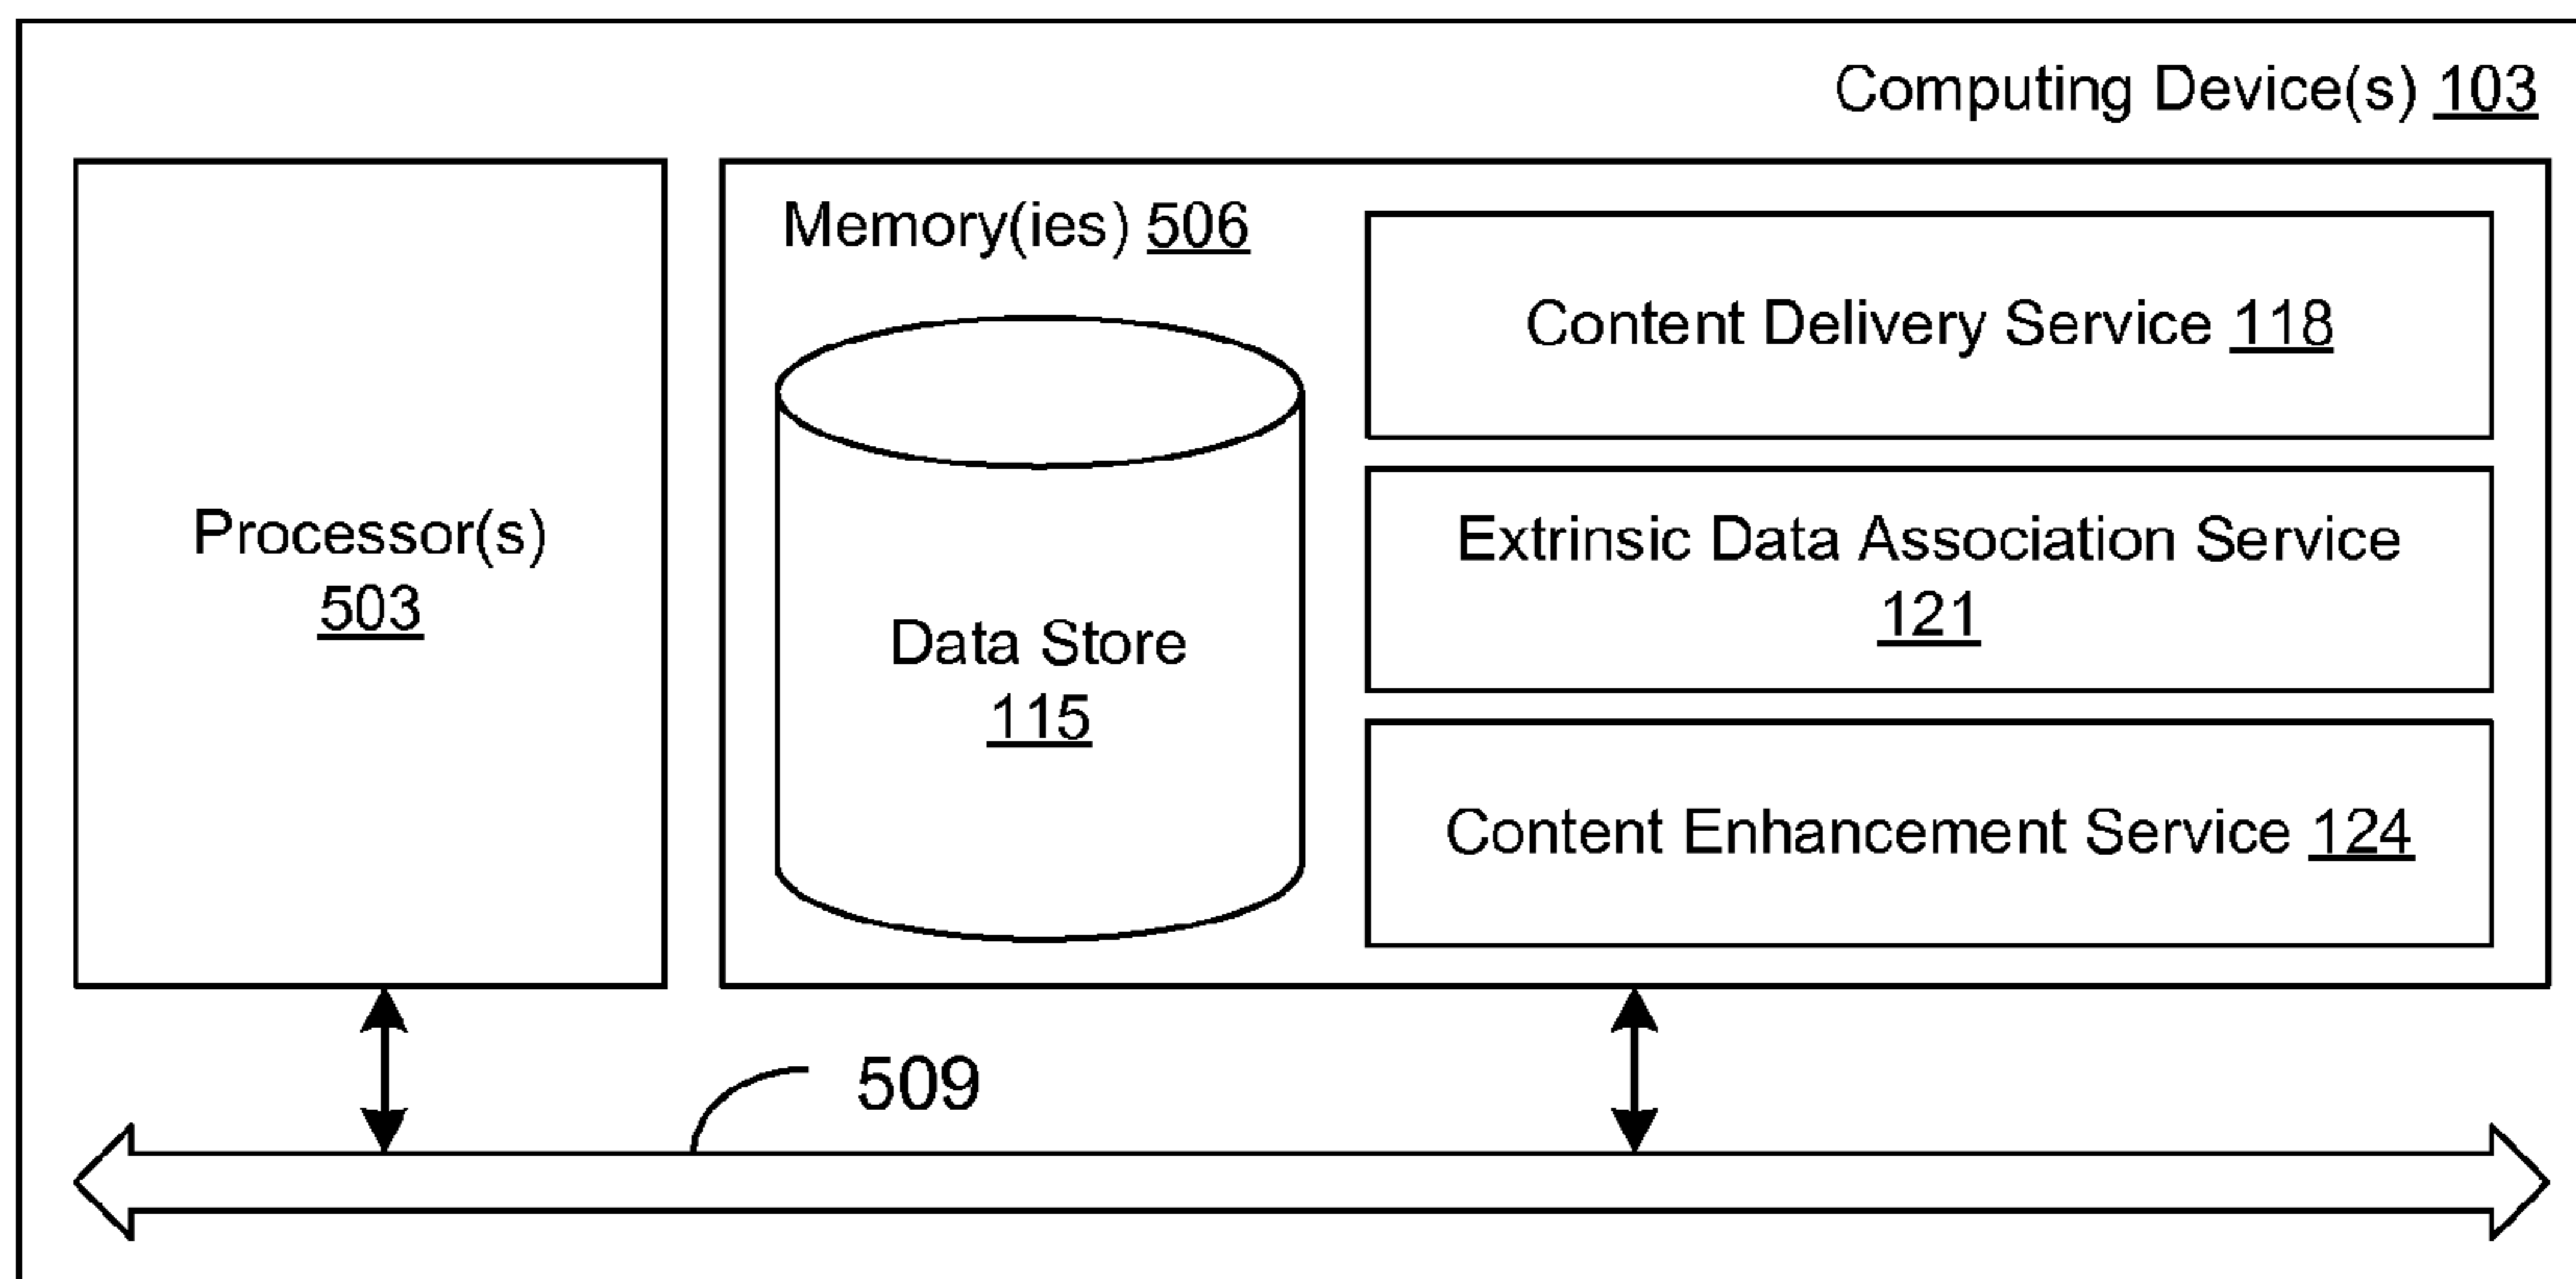 Computing Device(s) 103
Processor(s)
503
Memory(ies) 506
Data Store
115
Content Delivery Service 118
Extrinsic Data Association Service
121
Content Enhancement Service 124
509